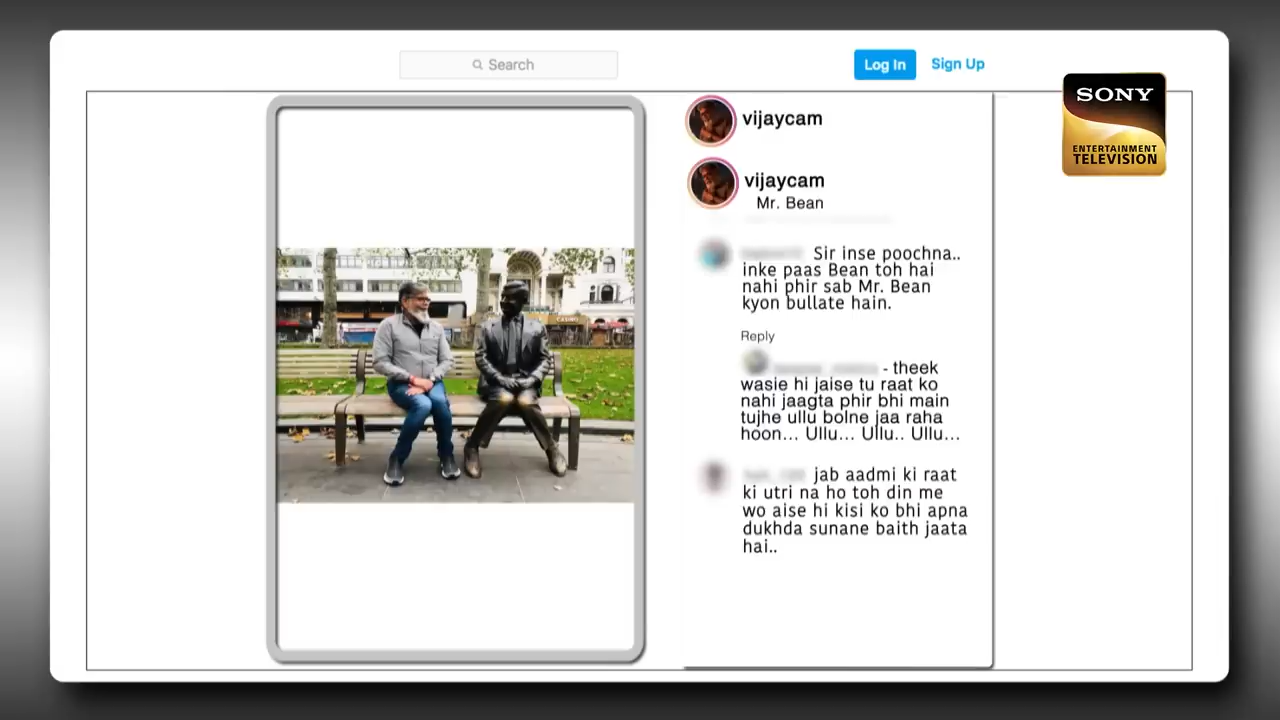 Search
Log In
Sign Up
SONY
ENTERTAINMENT
TELEVISION
vijaycam
vijaycam
Mr. Bean
Sir inse poochna..
inke paas Bean toh hai
nahi phir sab Mr. Bean
kyon bullate hain.
Reply
- theek
wasie hi jaise tu raat ko
nahi jaagta phir bhi main
tujhe ullu bolne jaa raha
hoon... Ullu... Ullu.. Ullu...
jab aadmi ki raat
ki utri na ho toh din me
wo aise hi kisi ko bhi apna
dukhda sunane baith jaata
hai..
CASINO